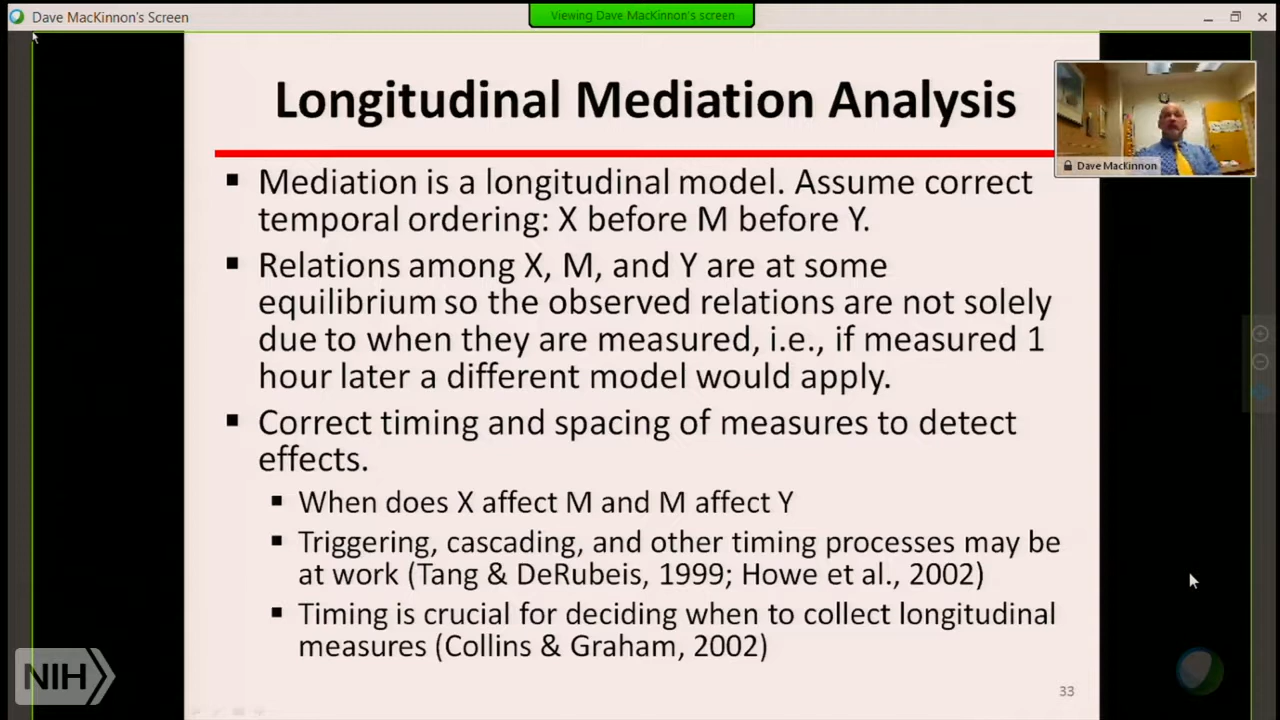 Dave MacKinnon's Screen
Viewing Dave MacKinnon's screen
Longitudinal Mediation Analysis
Dave MacKinnon
▪ Mediation is a longitudinal model. Assume correct
temporal ordering: X before M before Y.
▪ Relations among X, M, and Y are at some
equilibrium so the observed relations are not solely
due to when they are measured, i.e., if measured 1
hour later a different model would apply.
▪ Correct timing and spacing of measures to detect
effects.
▪ When does X affect M and M affect Y
▪ Triggering, cascading, and other timing processes may be
at work (Tang & DeRubeis, 1999; Howe et al., 2002)
▪ Timing is crucial for deciding when to collect longitudinal
measures (Collins & Graham, 2002)
NIH
33